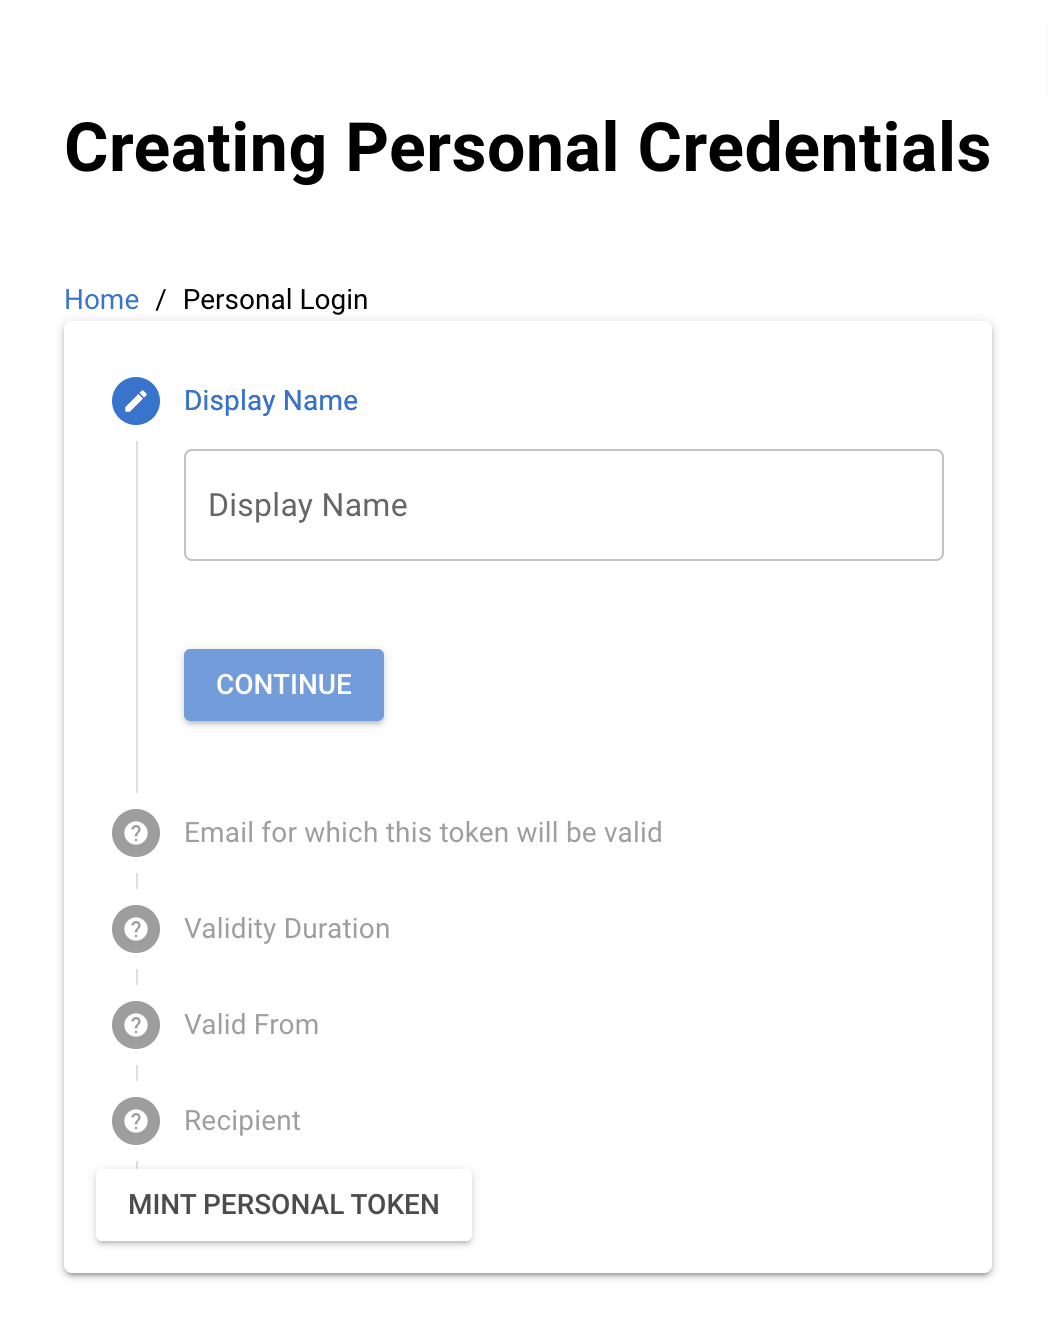 Creating Personal Credentials
Home / Personal Login
Display Name
Display Name
CONTINUE
Email for which this token will be valid
Validity Duration
Valid From
Recipient
MINT PERSONAL TOKEN